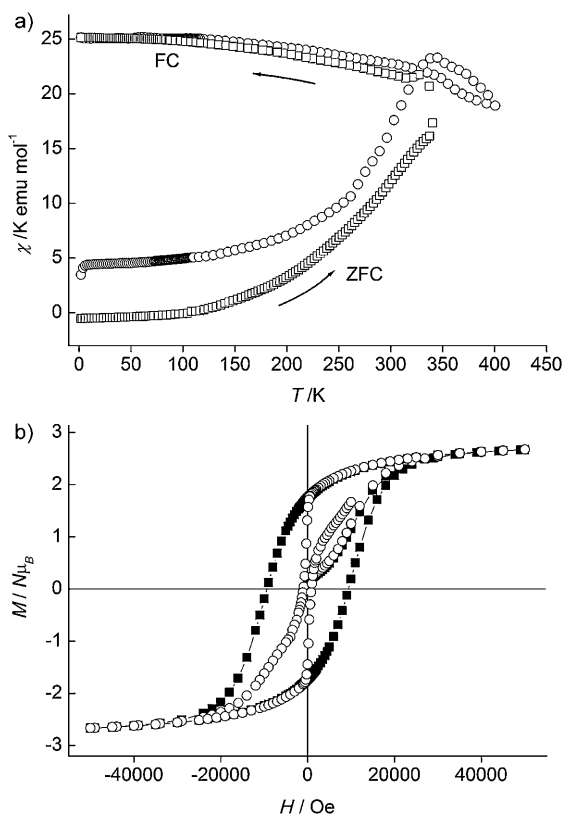 a)
25
20
15
10
5
0
χ /K emu mol⁻¹
FC
ZFC
0 50 100 150 200 250 300 350 400 450
T /K
b)
3
2
1
0
-1
-2
-3
M / Nμ_B
-40000 -20000 0 20000 40000
H / Oe